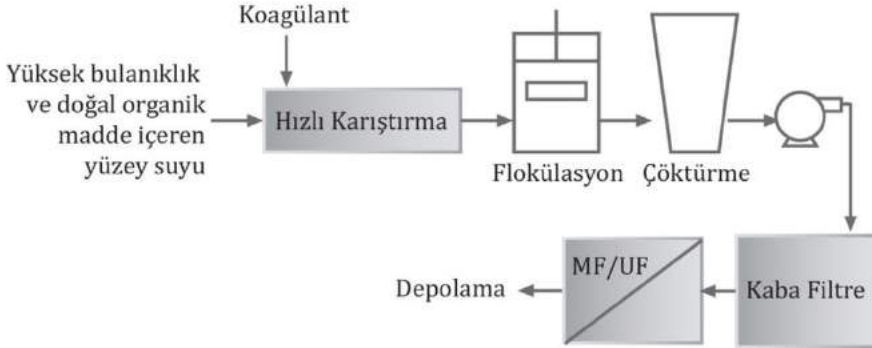 Koagülant
Yüksek bulanıklık
ve doğal organik
madde içeren
yüzey suyu
Hızlı Karıştırma
Flokülasyon
Çöktürme
Kaba Filtre
MF/UF
Depolama